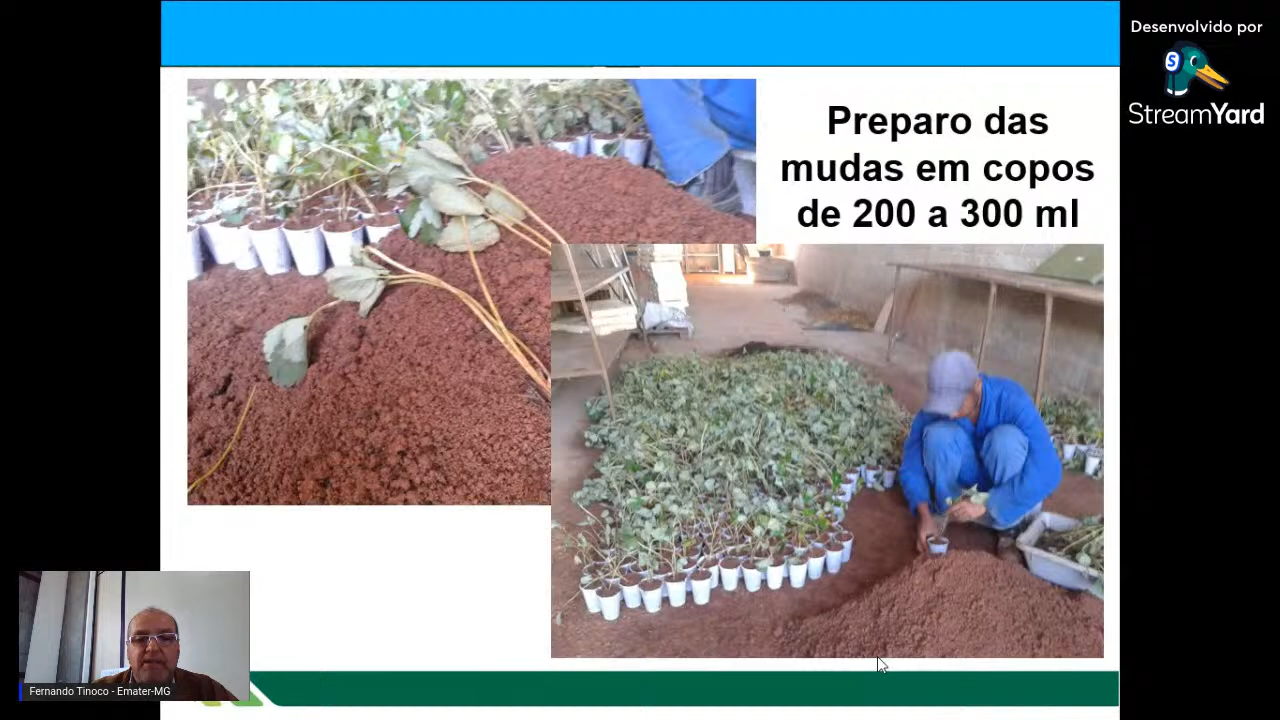 Desenvolvido por
StreamYard
Preparo das
mudas em copos
de 200 a 300 ml
Fernando Tinoco - Emater-MG